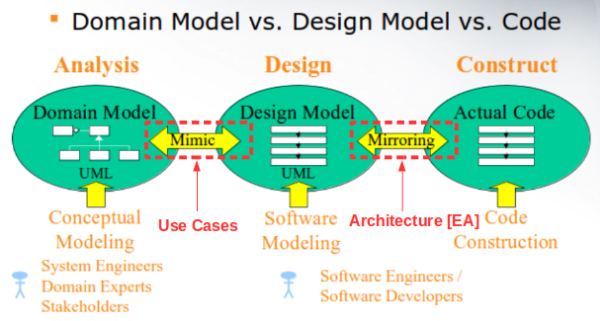 Domain Model vs. Design Model vs. Code
Analysis
Design
Construct
Domain Model
Design Model
Actual Code
Mimic
Mirroring
UML
UML
Conceptual
Modeling
Use Cases
Software
Modeling
Architecture [EA]
Code
Construction
System Engineers
Domain Experts
Stakeholders
Software Engineers /
Software Developers